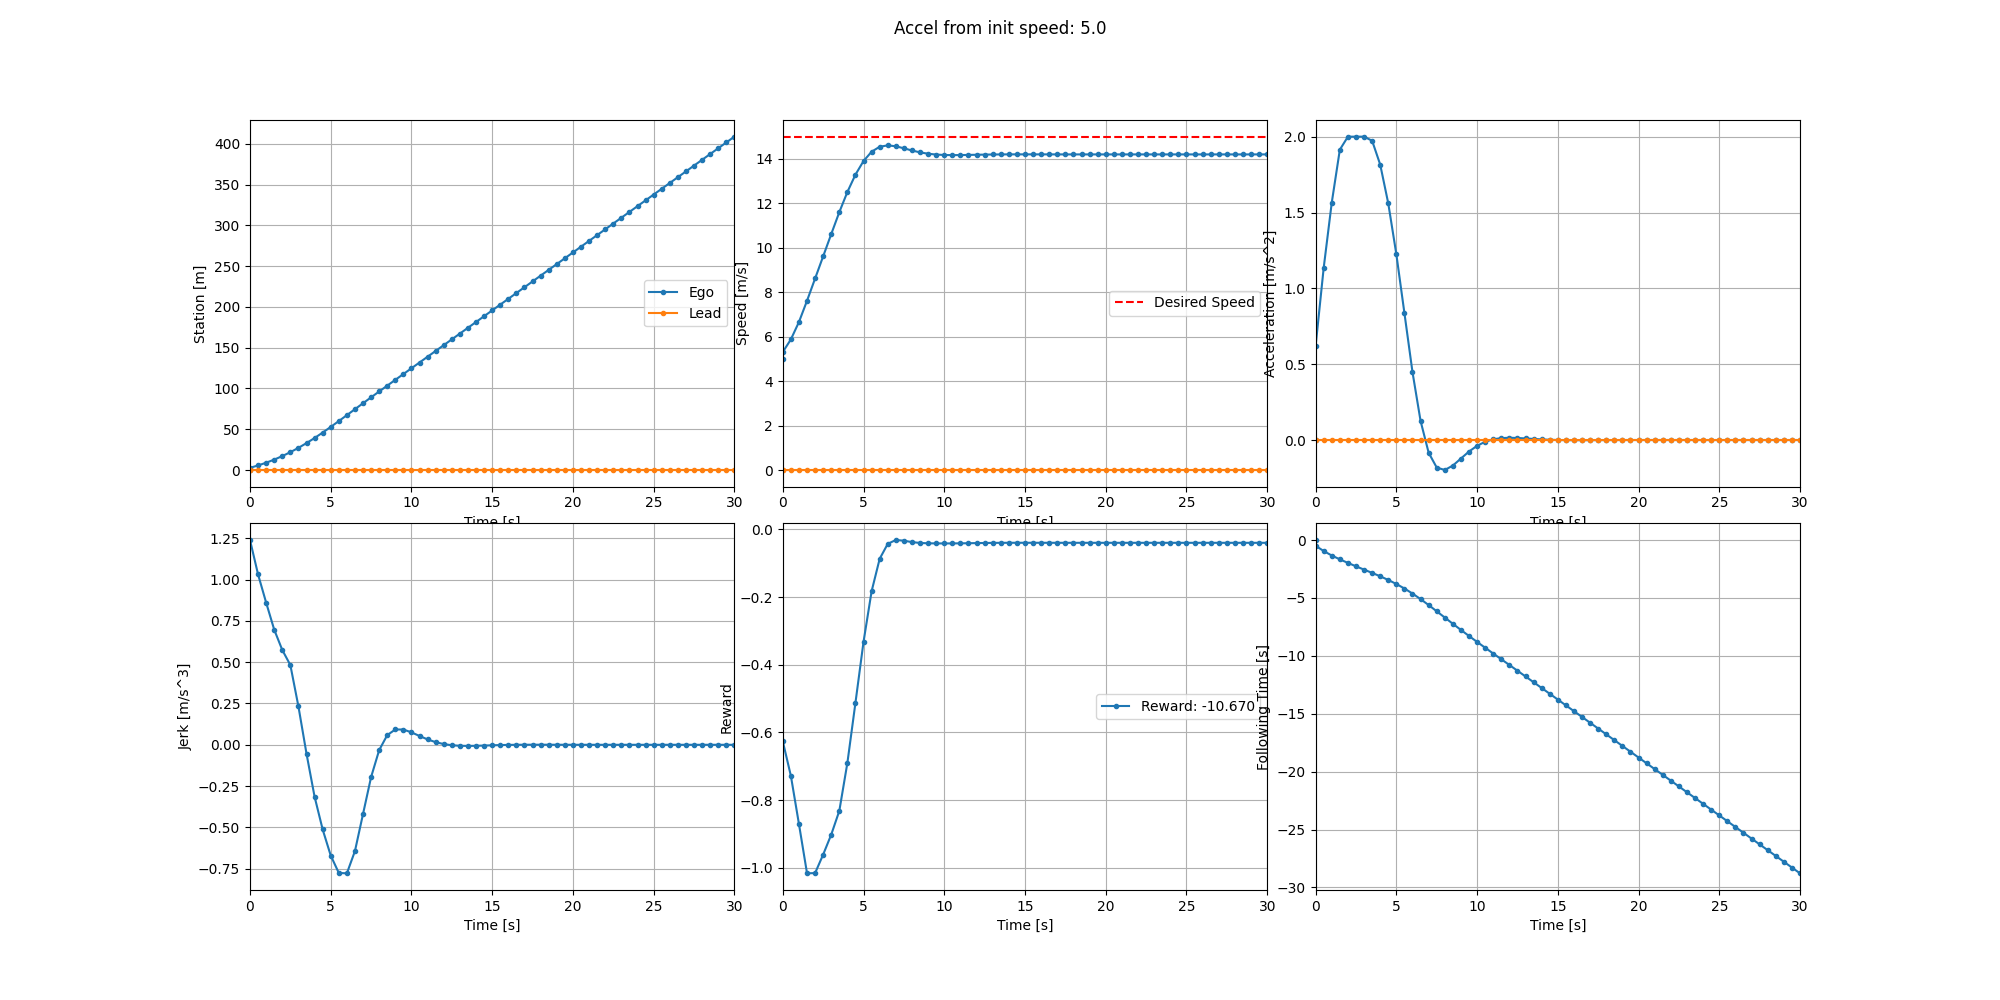 Accel from init speed: 5.0
Station [m]
400
350
300
250
200
150
100
50
0
0 5 10 15 20 25 30
Time [s]
Ego
Lead
Speed [m/s]
14
12
10
8
6
4
2
0
0 5 10 15 20 25 30
Time [s]
Desired Speed
Acceleration [m/s^2]
2.0
1.5
1.0
0.5
0.0
0 5 10 15 20 25 30
Time [s]
Jerk [m/s^3]
1.25
1.00
0.75
0.50
0.25
0.00
−0.25
−0.50
−0.75
0 5 10 15 20 25 30
Time [s]
Reward
0.0
−0.2
−0.4
−0.6
−0.8
−1.0
0 5 10 15 20 25 30
Time [s]
Reward: -10.670
Following Time [s]
0
−5
−10
−15
−20
−25
−30
0 5 10 15 20 25 30
Time [s]